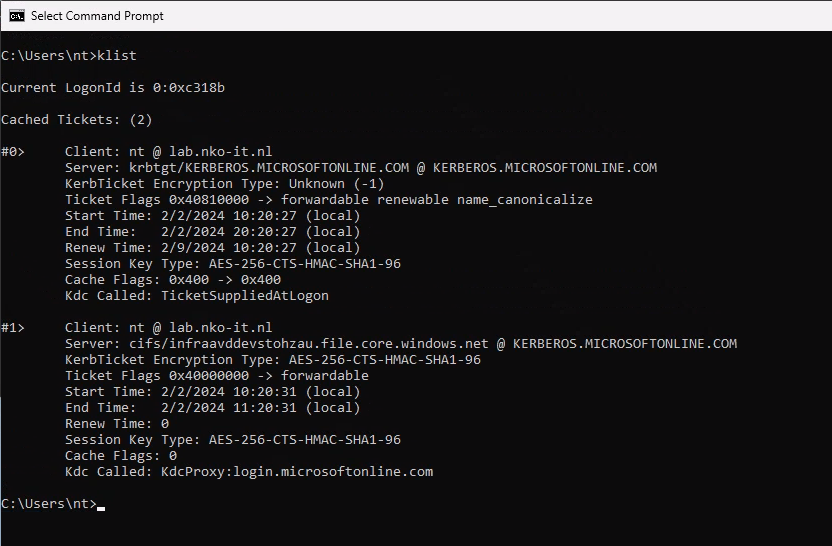 Select Command Prompt
C:\Users\nt>klist
Current LogonId is 0:0xc318b
Cached Tickets: (2)
#0>     Client: nt @ lab.nko-it.nl
        Server: krbtgt/KERBEROS.MICROSOFTONLINE.COM @ KERBEROS.MICROSOFTONLINE.COM
        KerbTicket Encryption Type: Unknown (-1)
        Ticket Flags 0x40810000 -> forwardable renewable name_canonicalize
        Start Time: 2/2/2024 10:20:27 (local)
        End Time:   2/2/2024 20:20:27 (local)
        Renew Time: 2/9/2024 10:20:27 (local)
        Session Key Type: AES-256-CTS-HMAC-SHA1-96
        Cache Flags: 0x400 -> 0x400
        Kdc Called: TicketSuppliedAtLogon
#1>     Client: nt @ lab.nko-it.nl
        Server: cifs/infraavddevstohzau.file.core.windows.net @ KERBEROS.MICROSOFTONLINE.COM
        KerbTicket Encryption Type: AES-256-CTS-HMAC-SHA1-96
        Ticket Flags 0x40000000 -> forwardable
        Start Time: 2/2/2024 10:20:31 (local)
        End Time:   2/2/2024 11:20:31 (local)
        Renew Time: 0
        Session Key Type: AES-256-CTS-HMAC-SHA1-96
        Cache Flags: 0
        Kdc Called: KdcProxy:login.microsoftonline.com
C:\Users\nt>